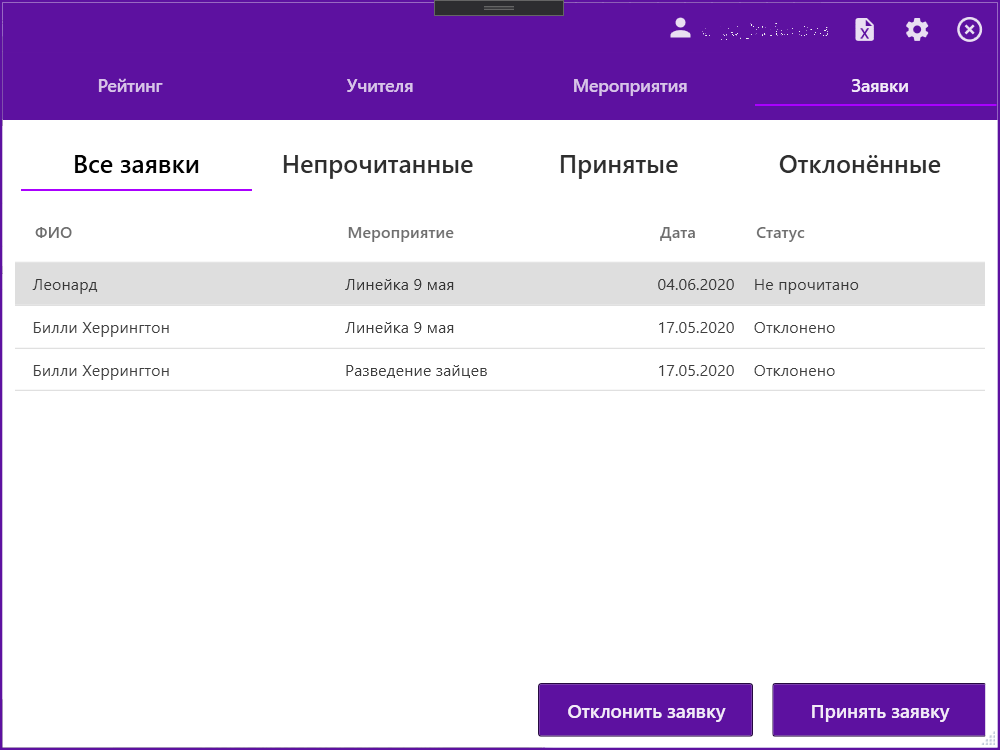 Рейтинг Учителя Мероприятия Заявки
Все заявки Непрочитанные Принятые Отклонённые
ФИО Мероприятие Дата Статус
Леонард Линейка 9 мая 04.06.2020 Не прочитано
Билли Херрингтон Линейка 9 мая 17.05.2020 Отклонено
Билли Херрингтон Разведение зайцев 17.05.2020 Отклонено
Отклонить заявку Принять заявку